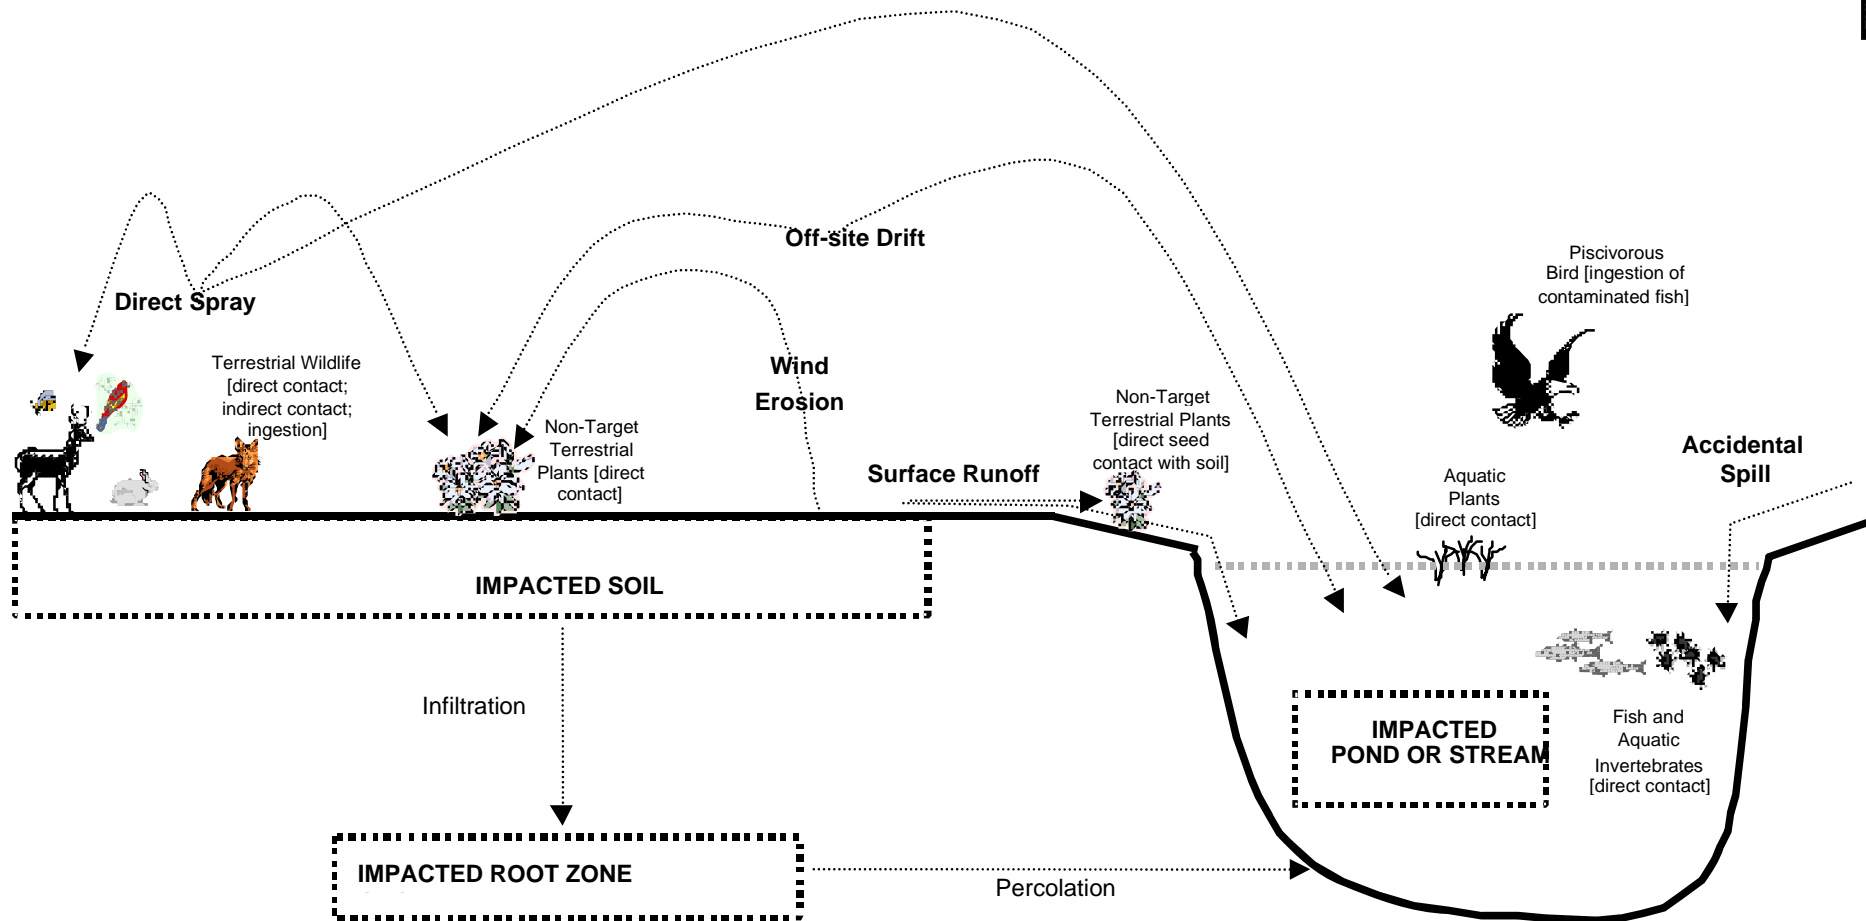 Off-site Drift
Direct Spray
Piscivorous
Bird [ingestion of
contaminated fish]
Terrestrial Wildlife
[direct contact;
indirect contact;
ingestion]
Wind
Erosion
Non-Target
Terrestrial
Plants [direct
contact]
Non-Target
Terrestrial Plants
[direct seed
contact with soil]
Surface Runoff
Aquatic
Plants
[direct contact]
Accidental
Spill
IMPACTED SOIL
Infiltration
IMPACTED
POND OR STREAM
Fish and
Aquatic
Invertebrates
[direct contact]
IMPACTED ROOT ZONE
Percolation